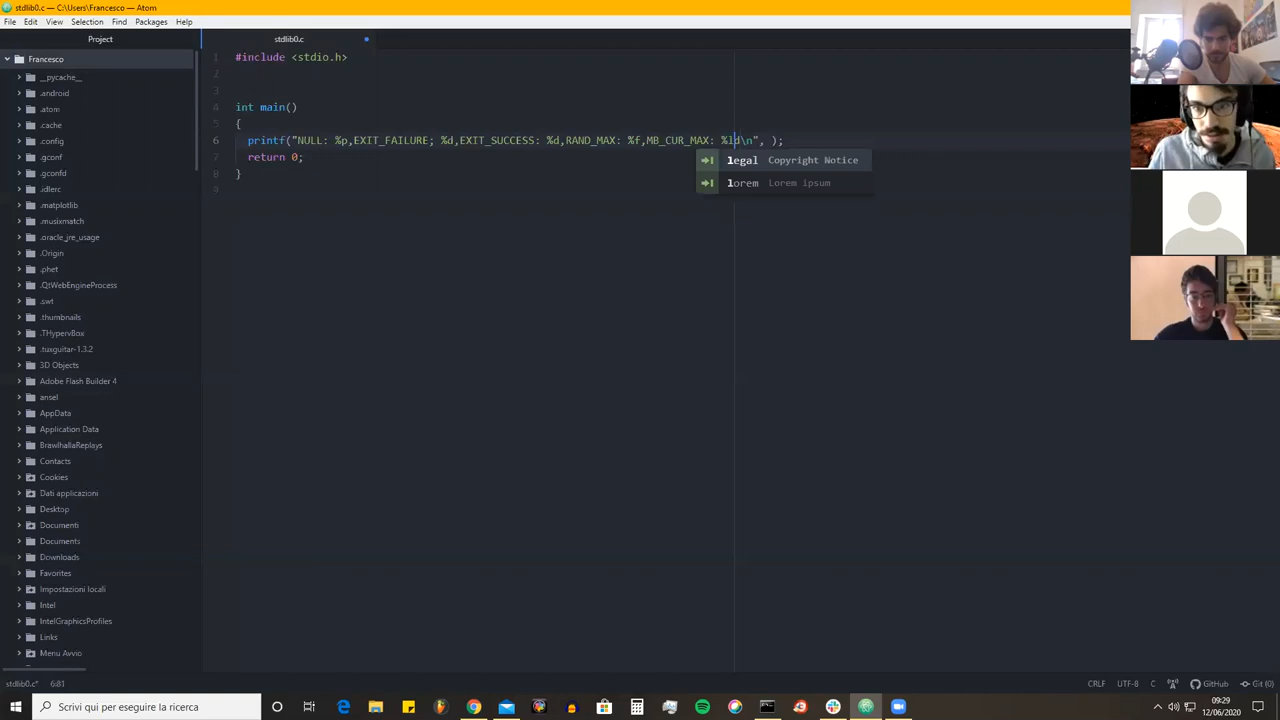 stdlib0.c — C:\Users\Francesco — Atom
File Edit View Selection Find Packages Help
Project
stdlib0.c
Francesco
__pycache__
.android
.atom
.cache
.config
.gconf
.gconfd
.idlerc
.matplotlib
.musixmatch
.oracle_jre_usage
.Origin
.phet
.QtWebEngineProcess
.swt
.thumbnails
.THypervBox
.tuxguitar-1.3.2
3D Objects
Adobe Flash Builder 4
ansel
AppData
Application Data
BrawlhallaReplays
Contacts
Cookies
Dati applicazioni
Desktop
Documenti
Documents
Downloads
Favorites
Impostazioni locali
Intel
IntelGraphicsProfiles
Links
Menu Avvio
1 #include <stdio.h>
2
3
4 int main()
5 {
6 printf("NULL: %p,EXIT_FAILURE; %d,EXIT_SUCCESS: %d,RAND_MAX: %f,MB_CUR_MAX: %ld\n", );
7 return 0;
8 }
9
legal Copyright Notice
lorem Lorem ipsum
stdlib0.c* 6:81
CRLF UTF-8 C GitHub Git (0)
Scrivi qui per eseguire la ricerca
09:29
12/06/2020